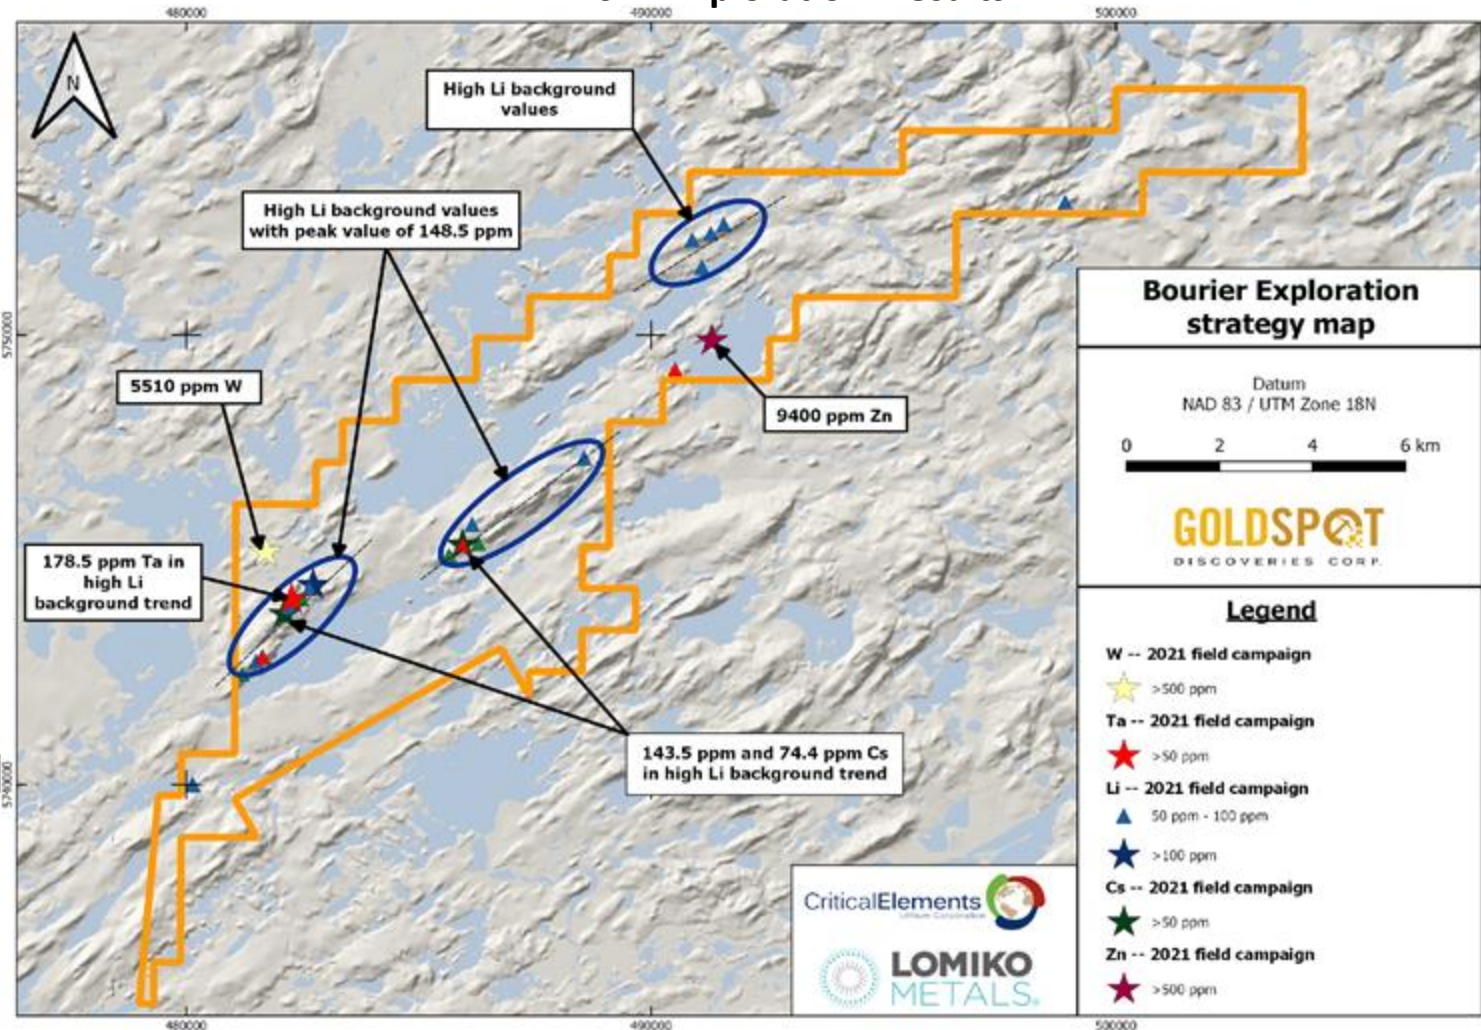 480000
490000
500000
N
High Li background
values
High Li background values
with peak value of 148.5 ppm
5750000
5510 ppm W
9400 ppm Zn
178.5 ppm Ta in
high Li
background trend
143.5 ppm and 74.4 ppm Cs
in high Li background trend
5740000
Bourier Exploration
strategy map
Datum
NAD 83 / UTM Zone 18N
0 2 4 6 km
GOLDSPOT
DISCOVERIES CORP.
Legend
W -- 2021 field campaign
>500 ppm
Ta -- 2021 field campaign
>50 ppm
Li -- 2021 field campaign
50 ppm - 100 ppm
>100 ppm
Cs -- 2021 field campaign
>50 ppm
Zn -- 2021 field campaign
>500 ppm
CriticalElements
Lithium Corporation
LOMIKO
METALS
480000
490000
500000